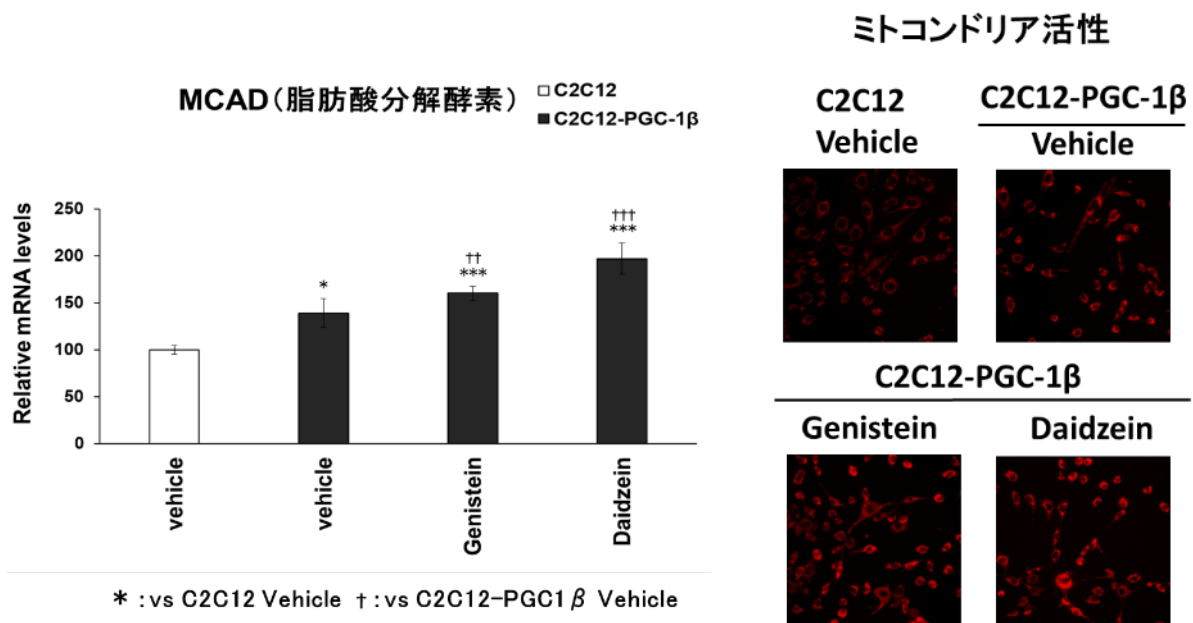 MCAD（脂肪酸分解酵素）
C2C12
C2C12-PGC-1β
Relative mRNA levels
250
200
150
100
50
0
*
††
***
†††
***
vehicle
vehicle
Genistein
Daidzein
* :vs C2C12 Vehicle †:vs C2C12-PGC1β Vehicle
ミトコンドリア活性
C2C12
Vehicle
C2C12-PGC-1β
Vehicle
C2C12-PGC-1β
Genistein
Daidzein